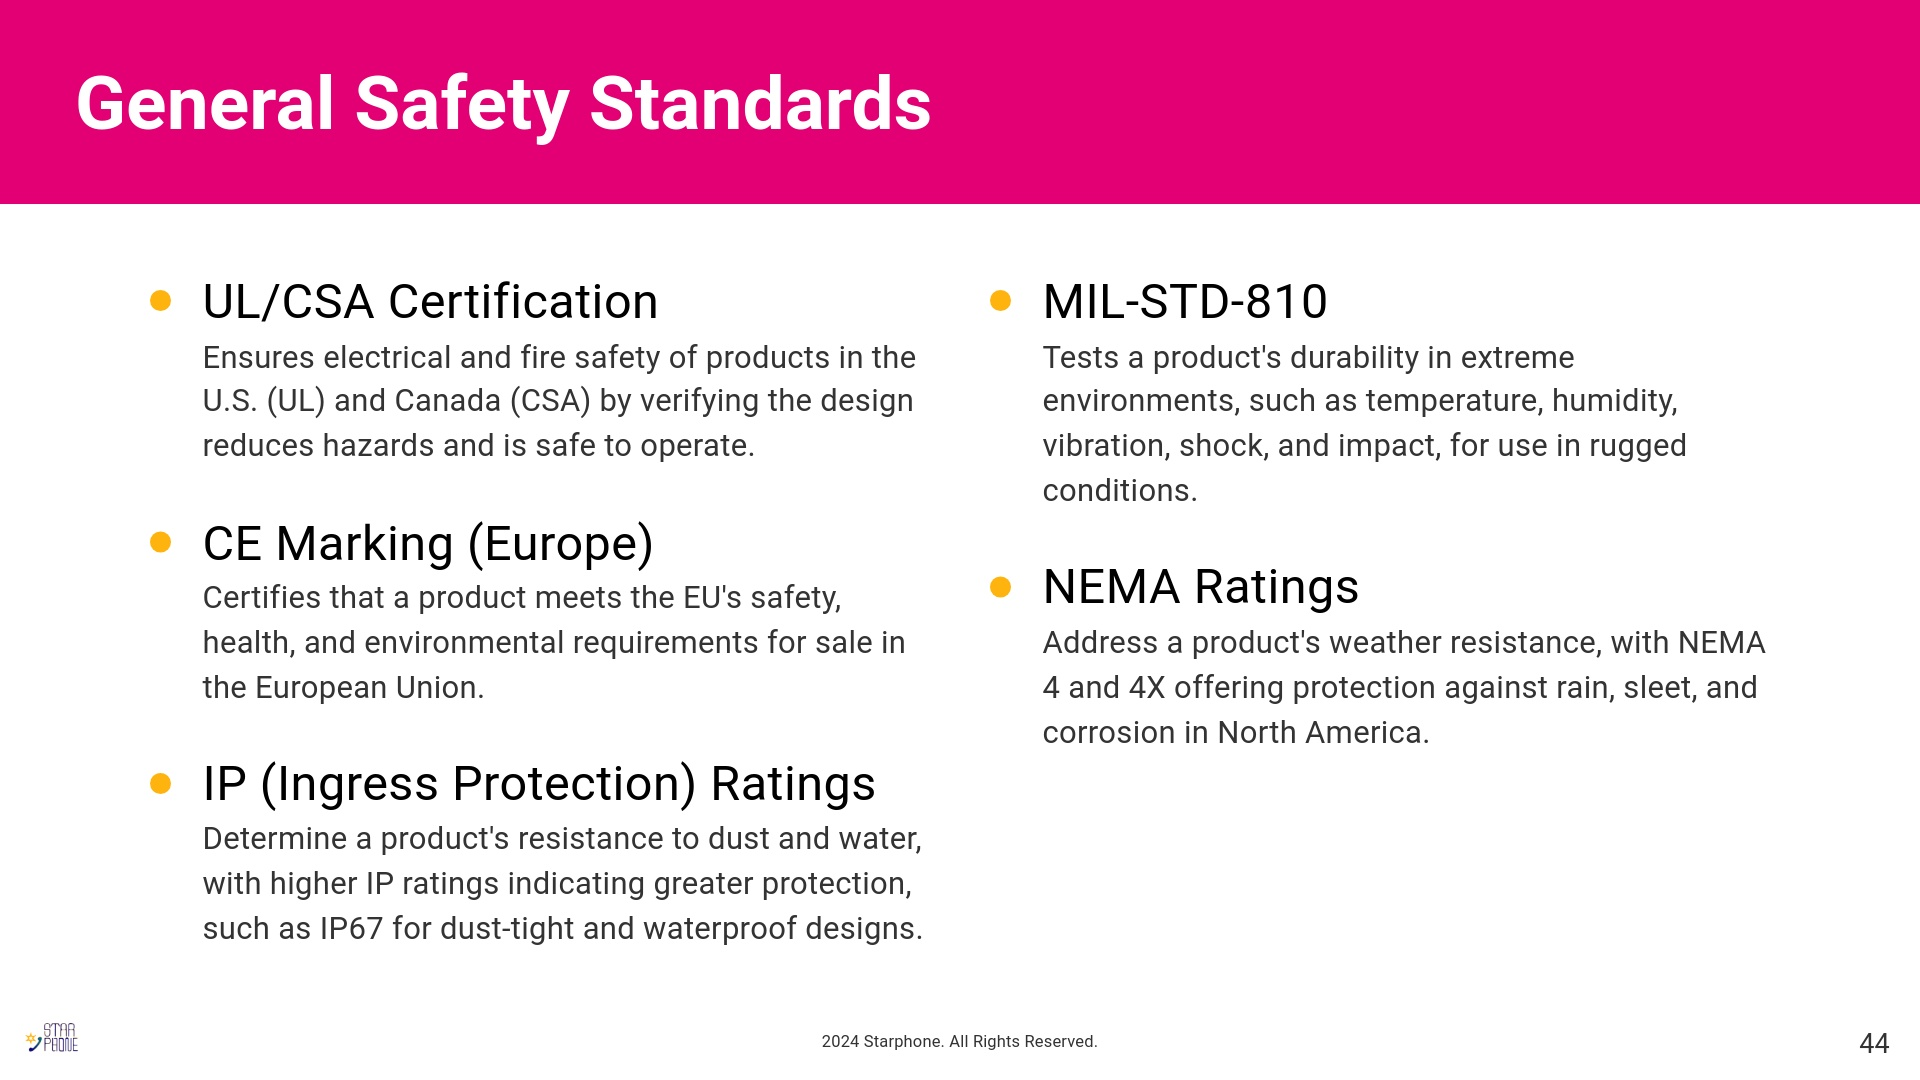 General Safety Standards
UL/CSA Certification
Ensures electrical and fire safety of products in the
U.S. (UL) and Canada (CSA) by verifying the design
reduces hazards and is safe to operate.
CE Marking (Europe)
Certifies that a product meets the EU's safety,
health, and environmental requirements for sale in
the European Union.
IP (Ingress Protection) Ratings
Determine a product's resistance to dust and water,
with higher IP ratings indicating greater protection,
such as IP67 for dust-tight and waterproof designs.
MIL-STD-810
Tests a product's durability in extreme
environments, such as temperature, humidity,
vibration, shock, and impact, for use in rugged
conditions.
NEMA Ratings
Address a product's weather resistance, with NEMA
4 and 4X offering protection against rain, sleet, and
corrosion in North America.
STAR
PHONE
2024 Starphone. All Rights Reserved.
44